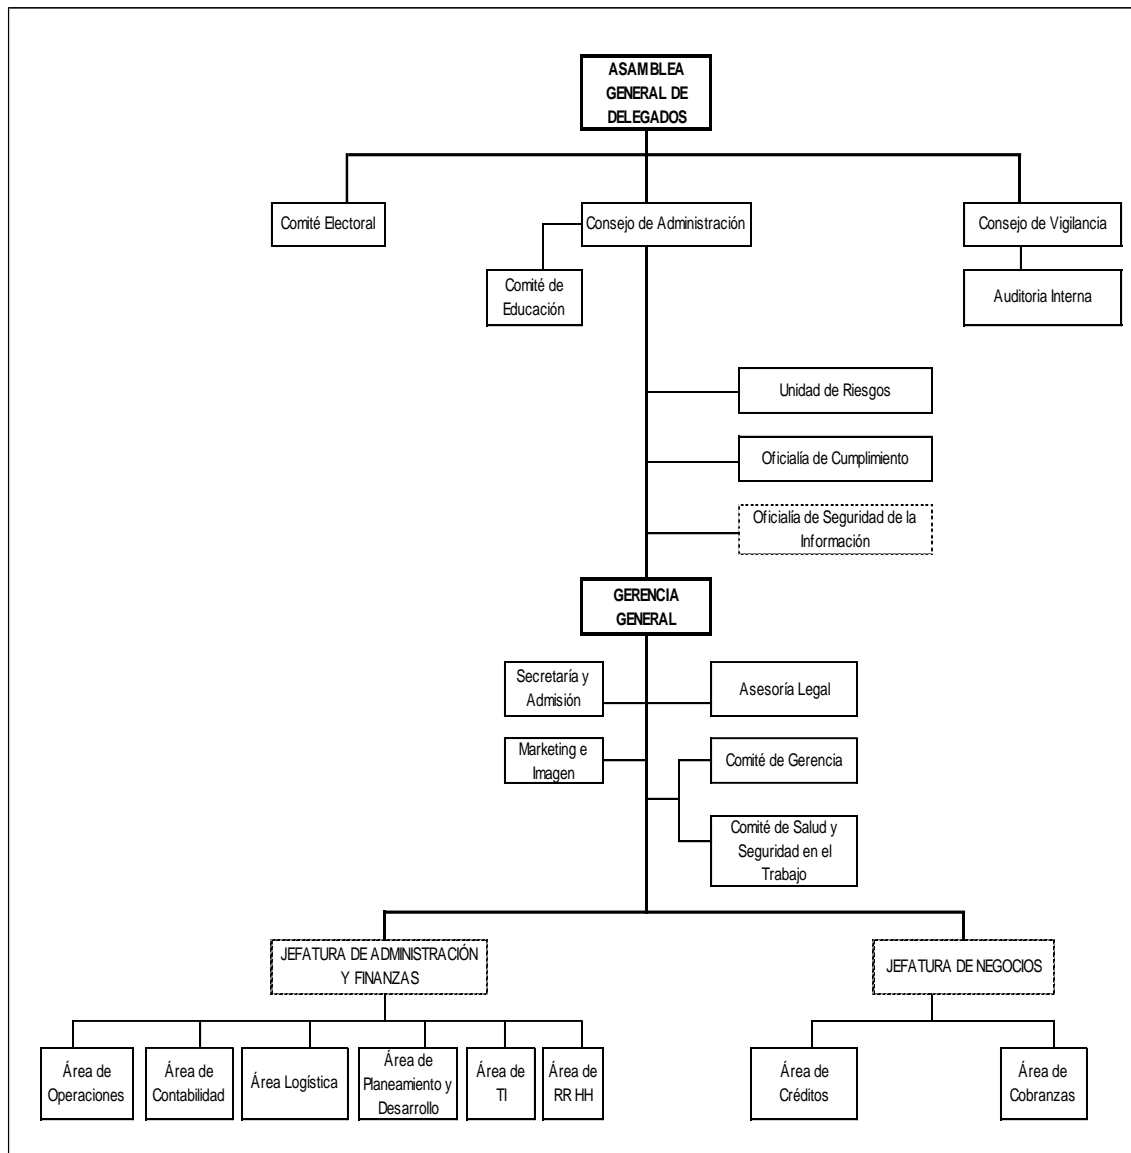 ASAMBLEA
GENERAL DE
DELEGADOS
Comité Electoral
Consejo de Administración
Consejo de Vigilancia
Comité de
Educación
Auditoria Interna
Unidad de Riesgos
Oficialía de Cumplimiento
Oficialía de Seguridad de la
Información
GERENCIA
GENERAL
Secretaría y
Admisión
Asesoría Legal
Marketing e
Imagen
Comité de Gerencia
Comité de Salud y
Seguridad en el
Trabajo
JEFATURA DE ADMINISTRACIÓN
Y FINANZAS
JEFATURA DE NEGOCIOS
Área de
Operaciones
Área de
Contabilidad
Área Logística
Área de
Planeamiento y
Desarrollo
Área de
TI
Área de
RR HH
Área de
Créditos
Área de
Cobranzas